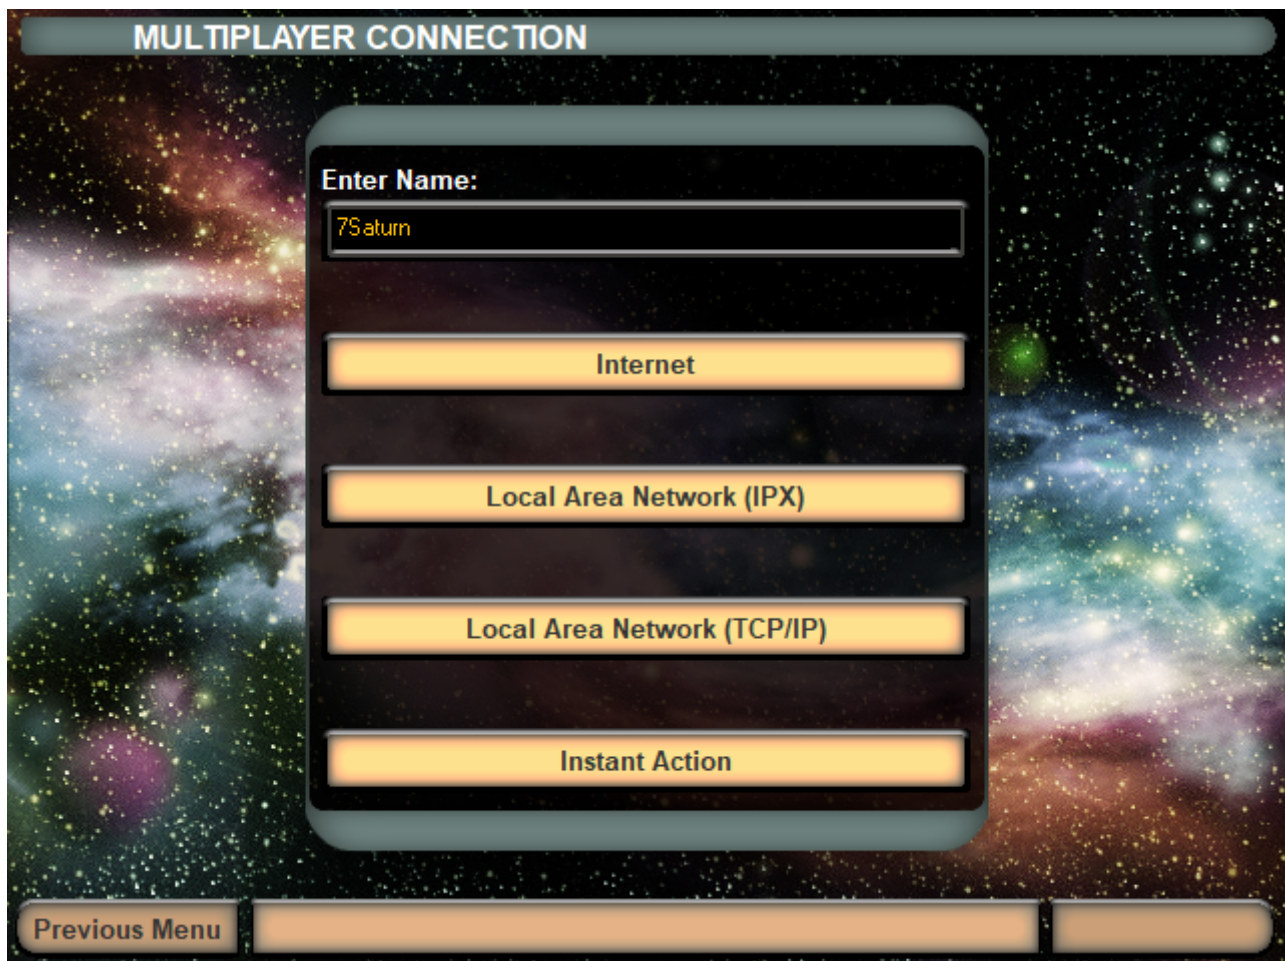 MULTIPLAYER CONNECTION
Enter Name:
7Saturn
Internet
Local Area Network (IPX)
Local Area Network (TCP/IP)
Instant Action
Previous Menu